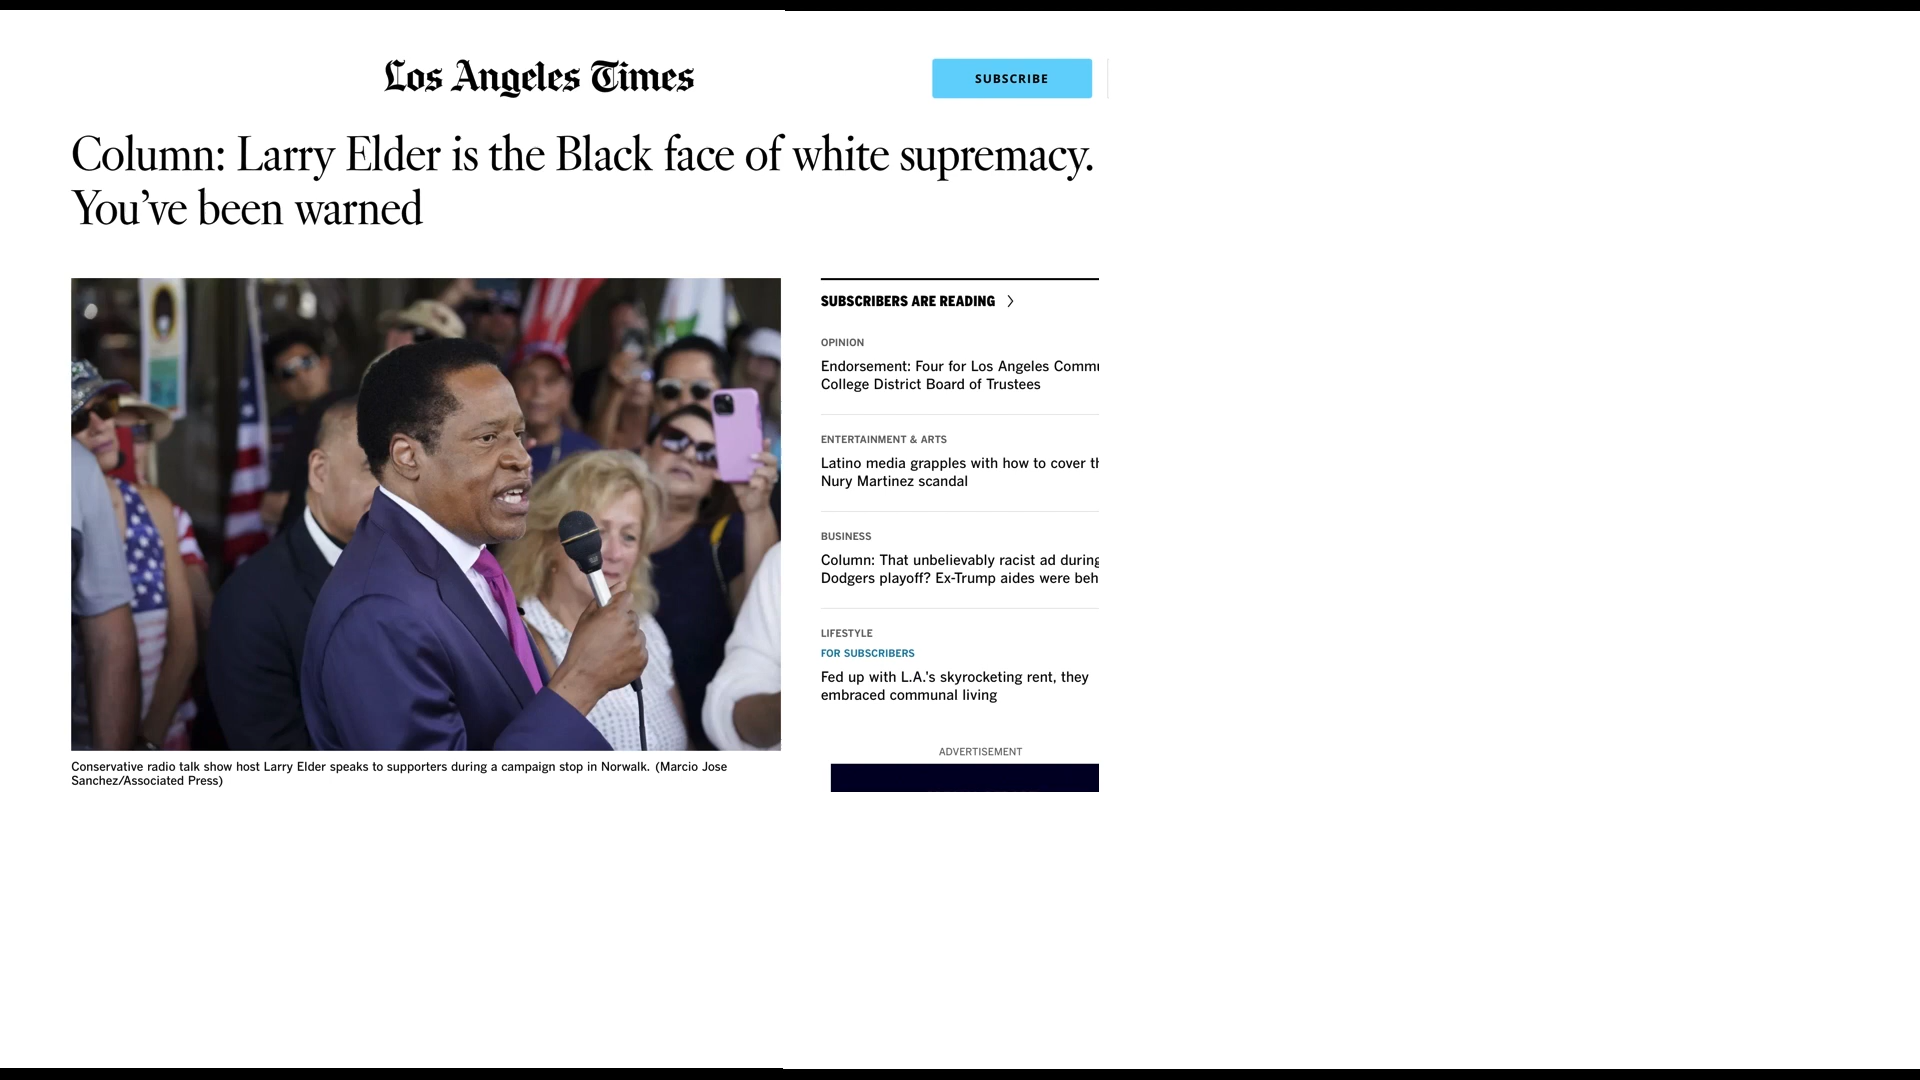 Los Angeles Times
SUBSCRIBE
Column: Larry Elder is the Black face of white supremacy.
You’ve been warned
Conservative radio talk show host Larry Elder speaks to supporters during a campaign stop in Norwalk. (Marcio Jose
Sanchez/Associated Press)
SUBSCRIBERS ARE READING
OPINION
Endorsement: Four for Los Angeles Commu
College District Board of Trustees
ENTERTAINMENT & ARTS
Latino media grapples with how to cover th
Nury Martinez scandal
BUSINESS
Column: That unbelievably racist ad during
Dodgers playoff? Ex-Trump aides were beh
LIFESTYLE
FOR SUBSCRIBERS
Fed up with L.A.'s skyrocketing rent, they
embraced communal living
ADVERTISEMENT